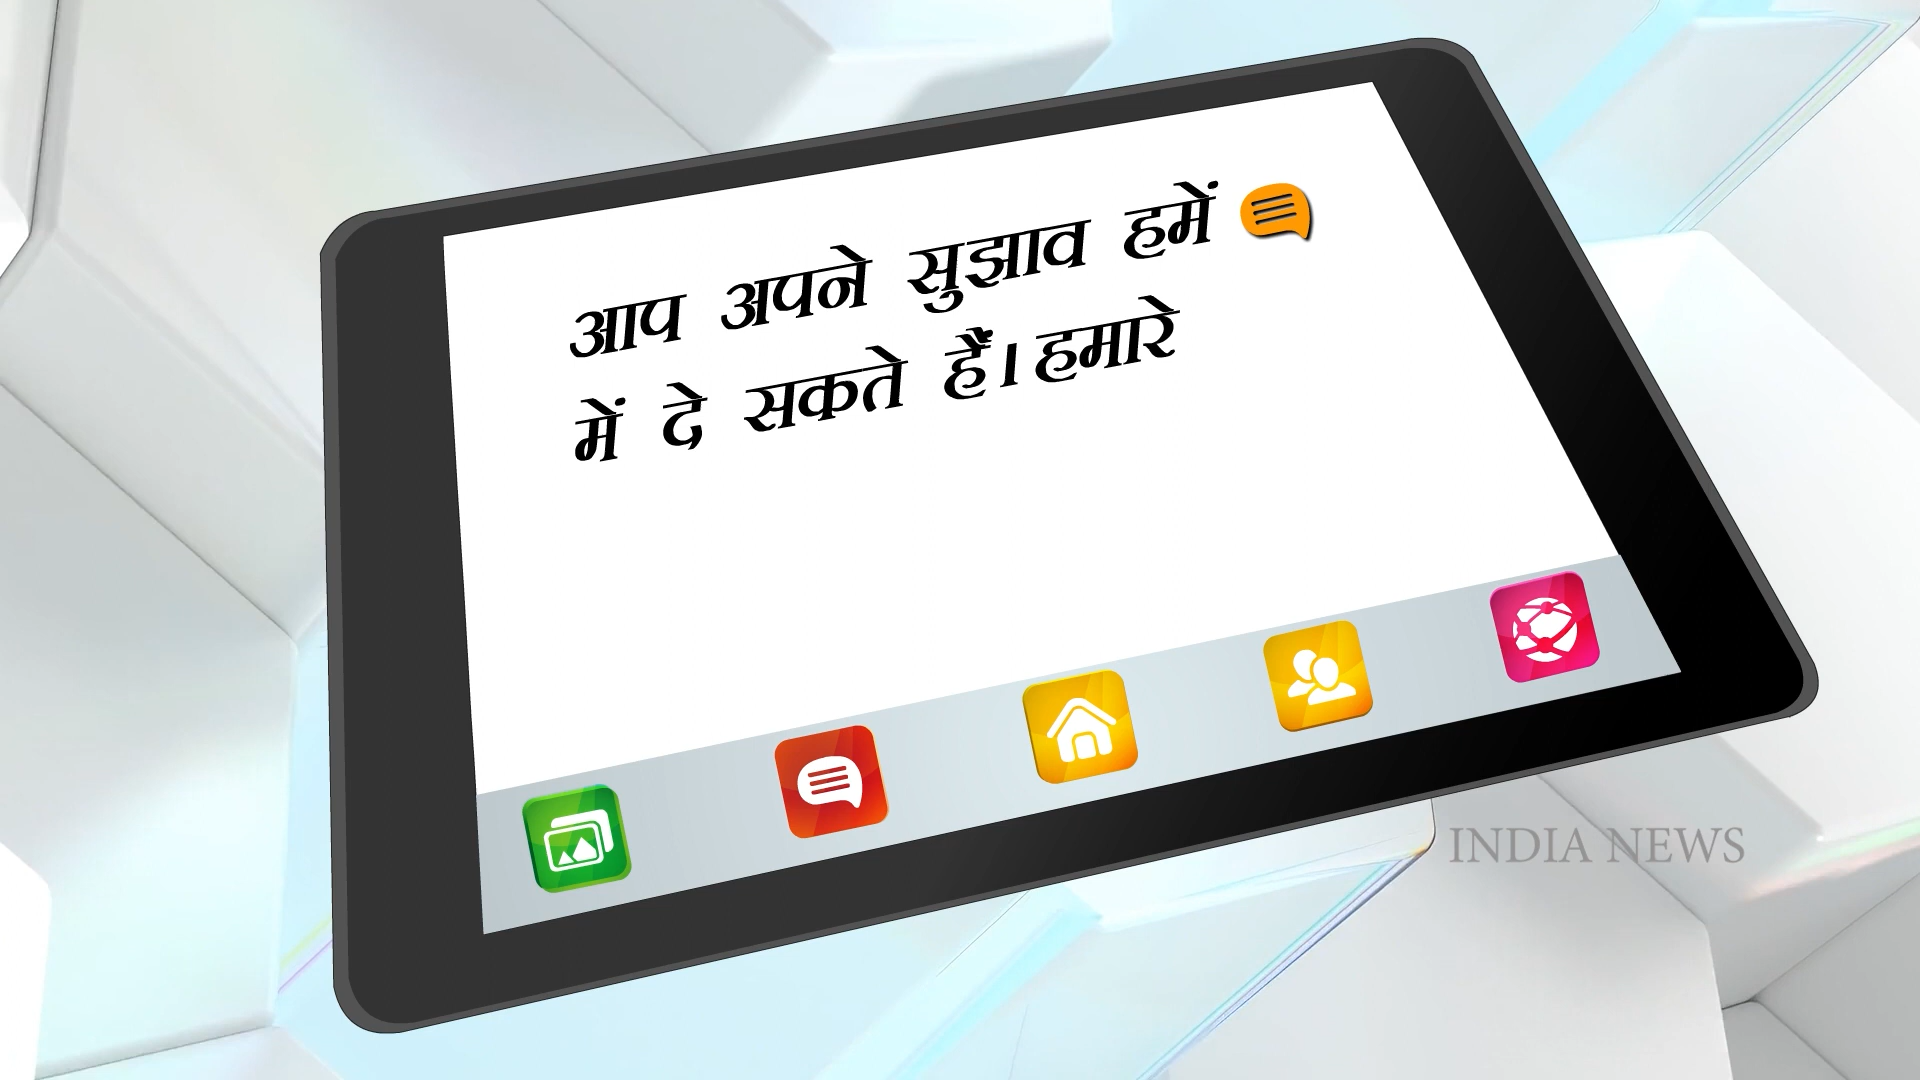 आप अपने सुझाव हमें
में दे सकते हैं। हमारे
INDIA NEWS